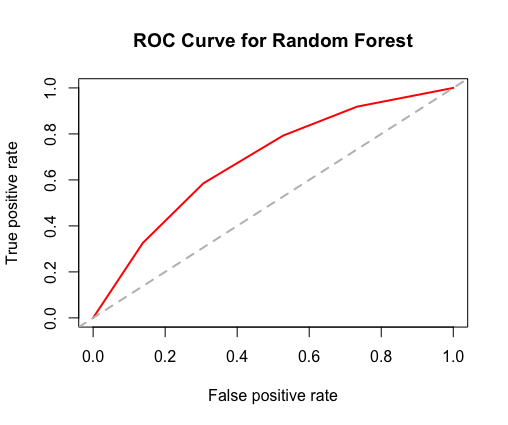 ROC Curve for Random Forest
True positive rate
1.0
0.8
0.6
0.4
0.2
0.0
0.0 0.2 0.4 0.6 0.8 1.0
False positive rate